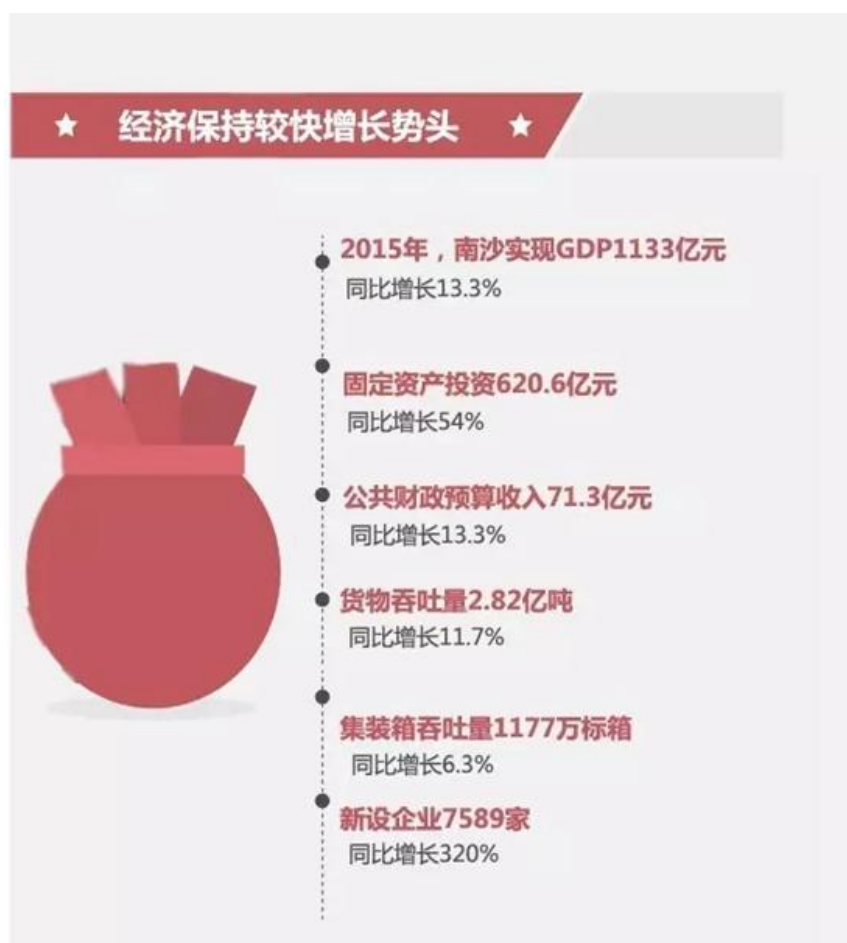 经济保持较快增长势头
2015年，南沙实现GDP1133亿元
同比增长13.3%
固定资产投资620.6亿元
同比增长54%
公共财政预算收入71.3亿元
同比增长13.3%
货物吞吐量2.82亿吨
同比增长11.7%
集装箱吞吐量1177万标箱
同比增长6.3%
新设企业7589家
同比增长320%